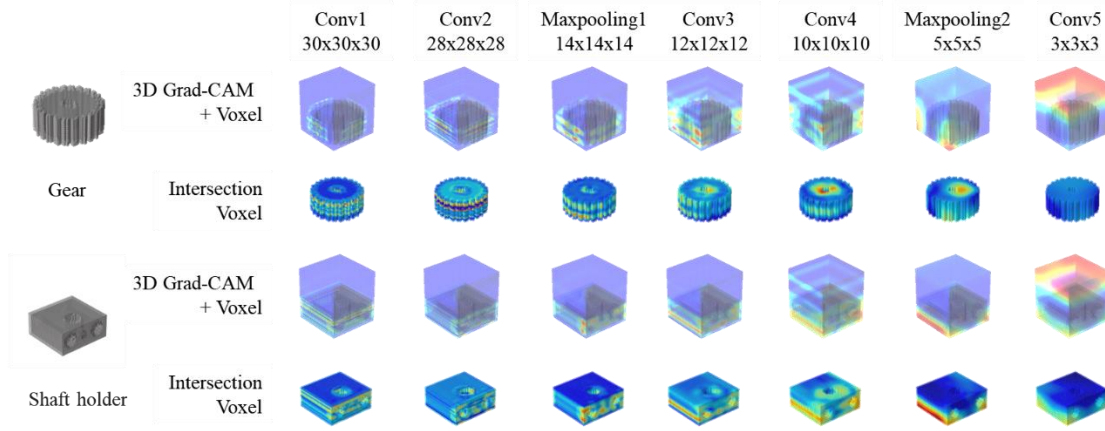 Conv1 Conv2 Maxpooling1 Conv3 Conv4 Maxpooling2 Conv5
30x30x30 28x28x28 14x14x14 12x12x12 10x10x10 5x5x5 3x3x3
3D Grad-CAM
+ Voxel
Gear
Intersection
Voxel
3D Grad-CAM
+ Voxel
Shaft holder
Intersection
Voxel